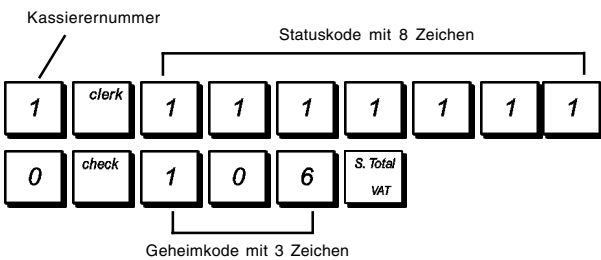 Kassierernummer
Statuskode mit 8 Zeichen
1 clerk 1 1 1 1 1 1 1
0 check 1 0 6 S. Total VAT
Geheimkode mit 3 Zeichen